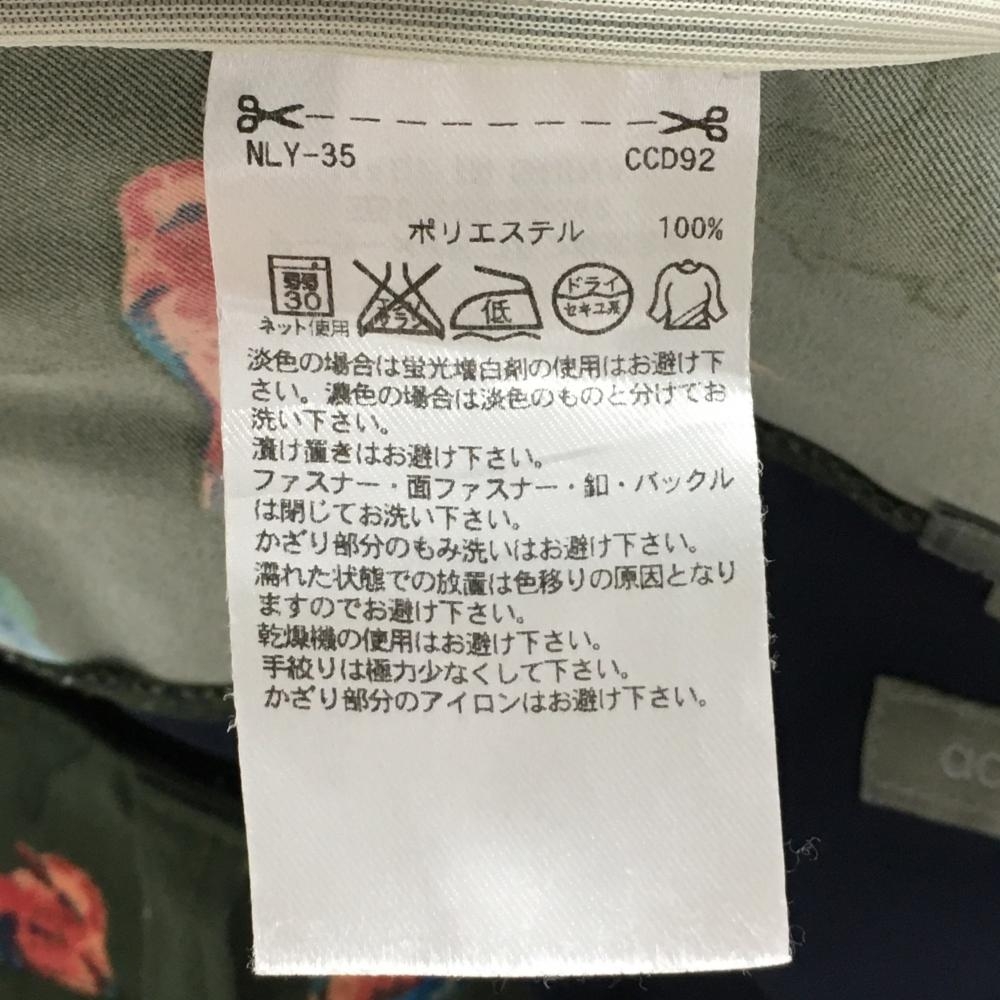 NLY-35 CCD92
ポリエステル 100%
弱 30 エンソ サラシ 低 ドライ セキユ系
ネット使用
淡色の場合は蛍光増白剤の使用はお避け下
さい。濃色の場合は淡色のものと分けてお
洗い下さい。
漬け置きはお避け下さい。
ファスナー・面ファスナー・釦・バックル
は閉じてお洗い下さい。
かざり部分のもみ洗いはお避け下さい。
濡れた状態での放置は色移りの原因となり
ますのでお避け下さい。
乾燥機の使用はお避け下さい。
手絞りは極力少なくして下さい。
かざり部分のアイロンはお避け下さい。